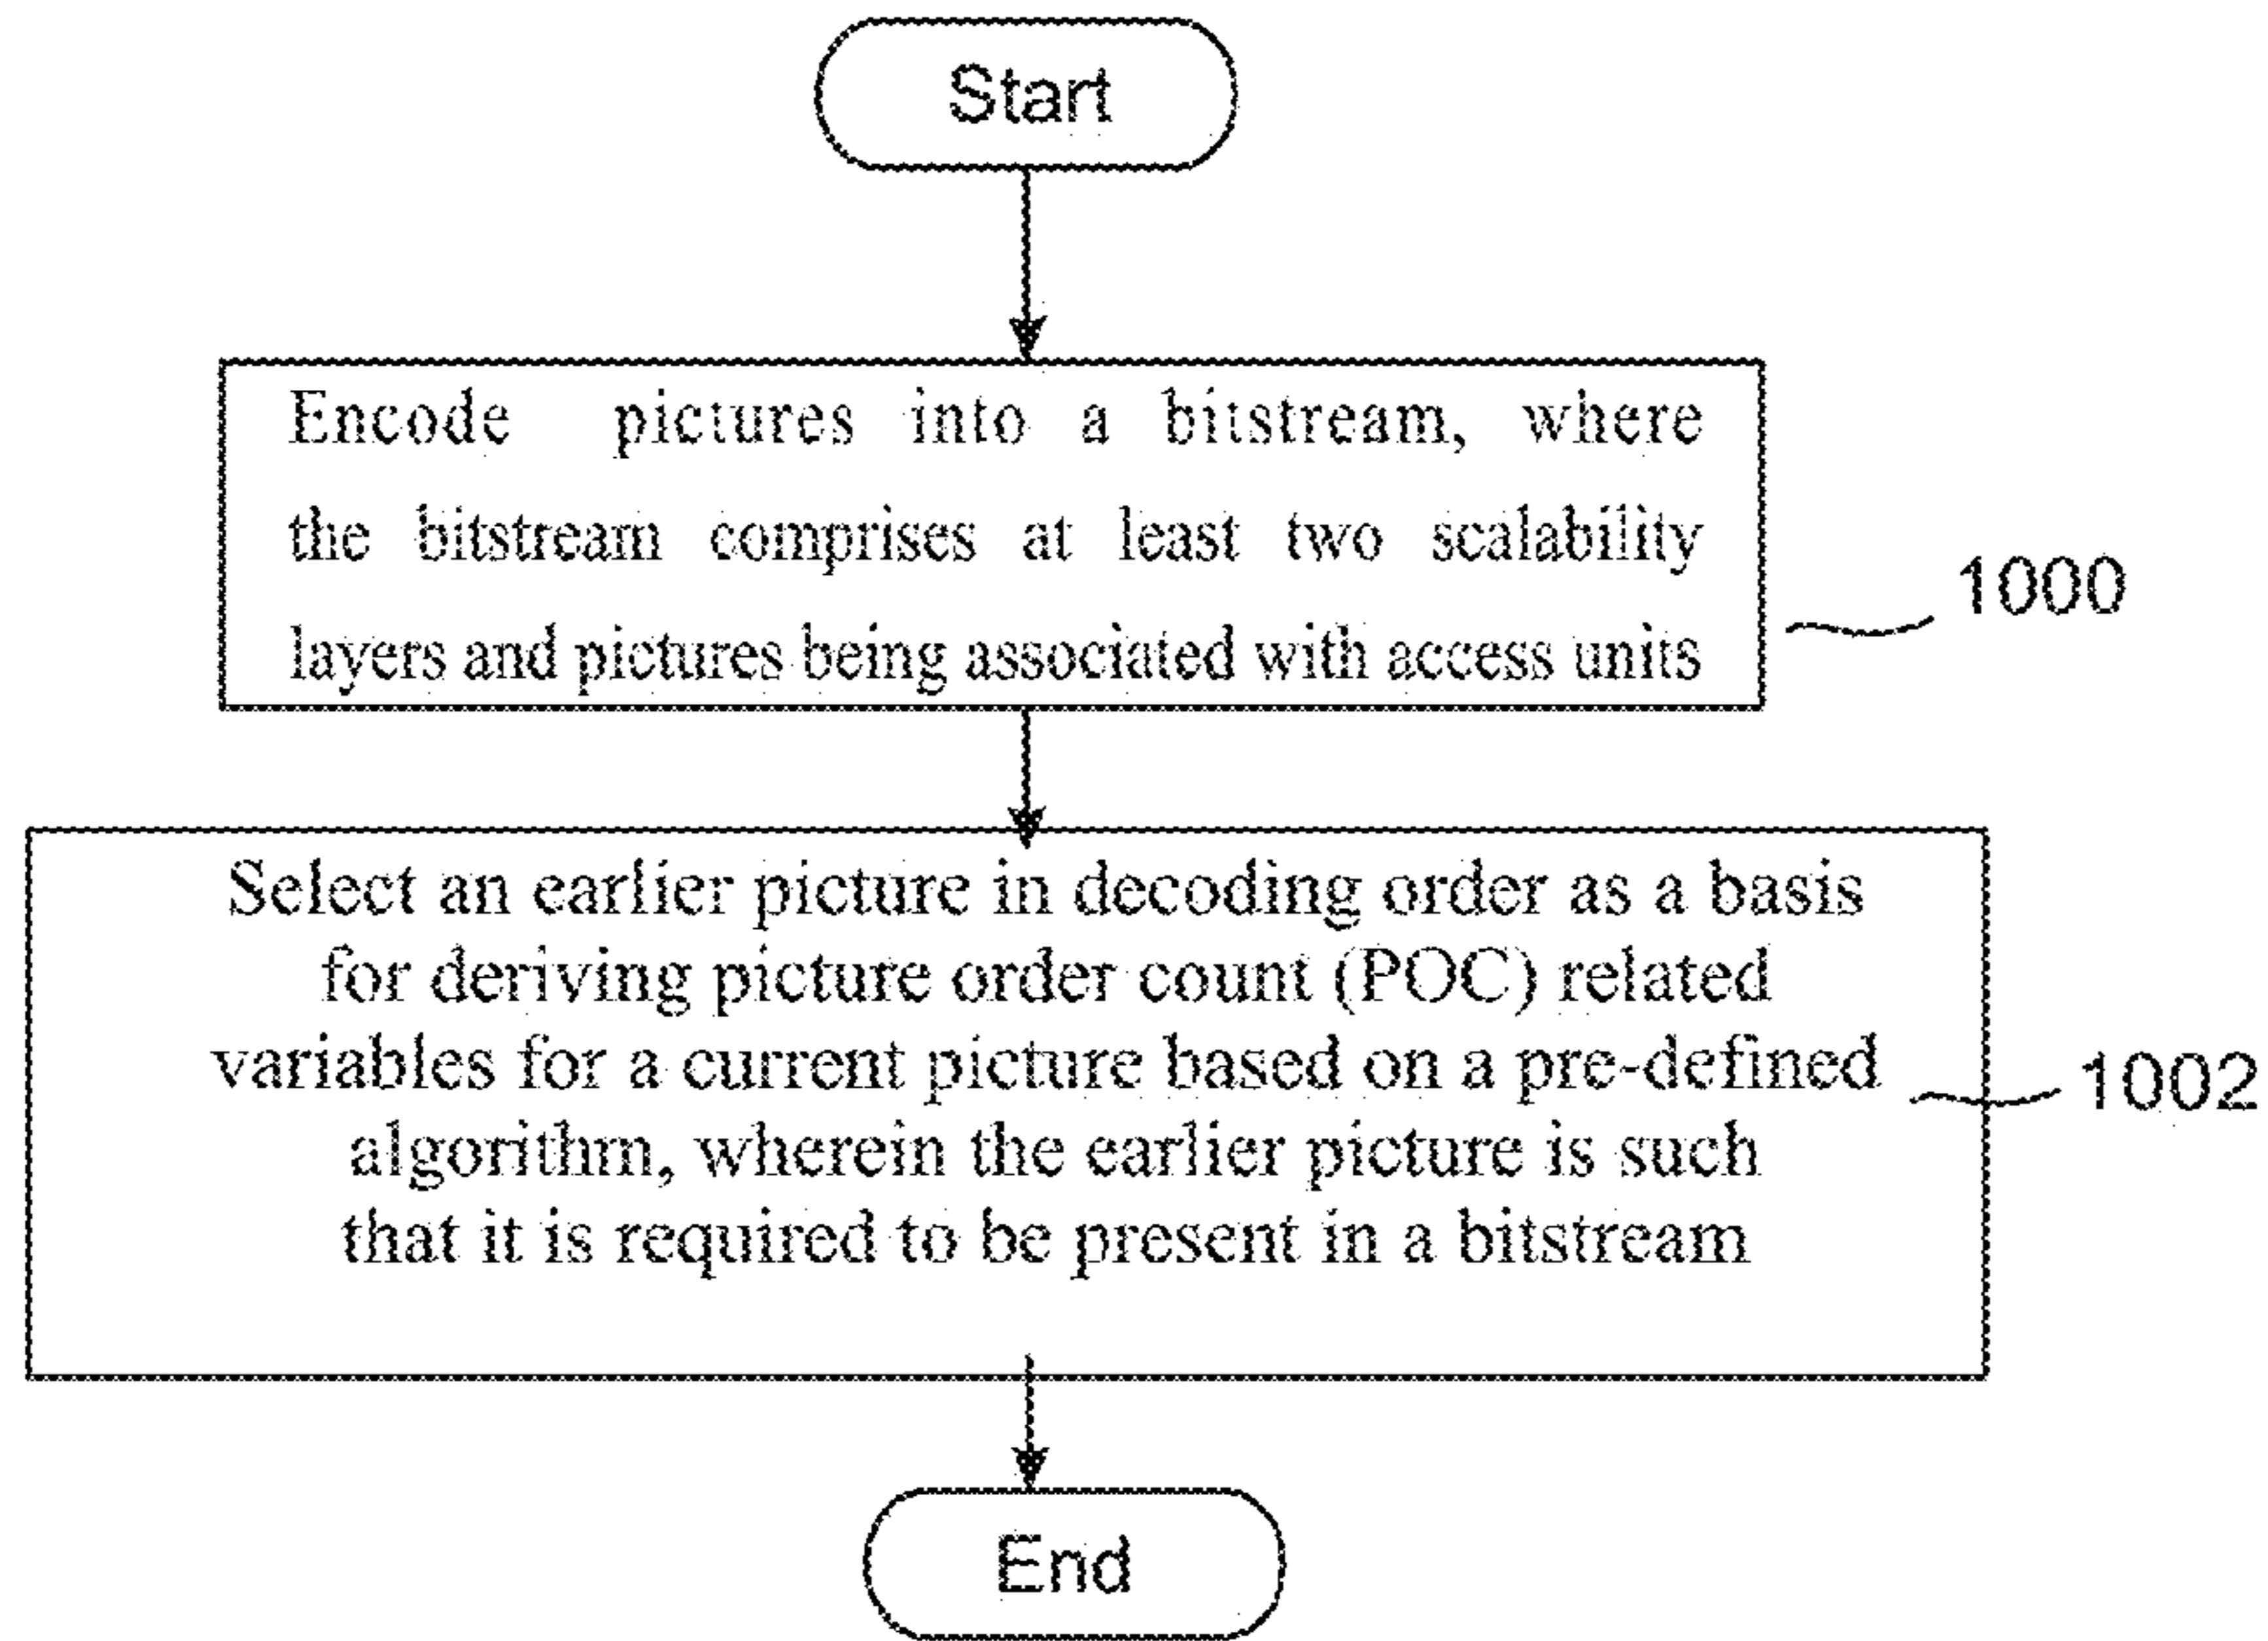 Start
Encode pictures into a bitstream, where
the bitstream comprises at least two scalability
layers and pictures being associated with access units
1000
Select an earlier picture in decoding order as a basis
for deriving picture order count (POC) related
variables for a current picture based on a pre-defined
algorithm, wherein the earlier picture is such
that it is required to be present in a bitstream
1002
End